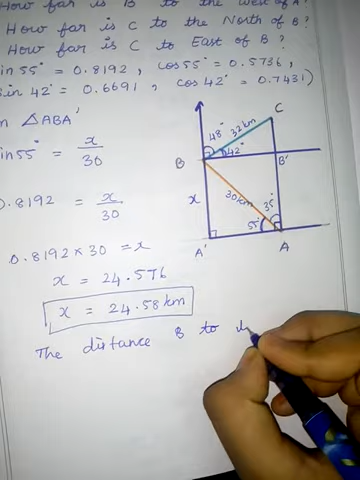 How far is B to the West of A?
How far is C to the North of B?
How far is C to East of B?
sin 55° = 0.8192, cos 55° = 0.5736,
sin 42° = 0.6691, cos 42° = 0.7431)
In △ABA'
sin 55° = x/30
0.8192 = x/30
0.8192 × 30 = x
x = 24.576
x = 24.58 km
The distance B to
C
48°
32 km
42°
B
B'
x
30 km
35°
55°
A'
A